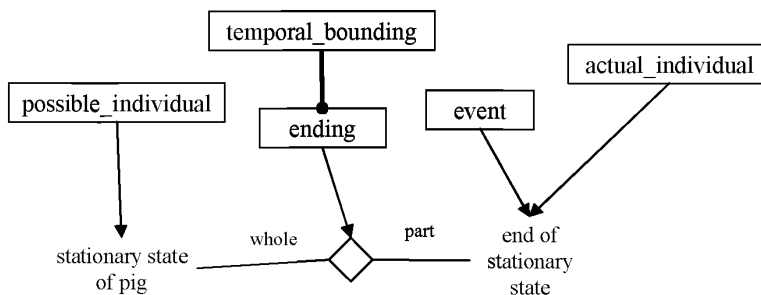 temporal_bounding
actual_individual
possible_individual
event
ending
stationary state
of pig
whole
part
end of
stationary
state